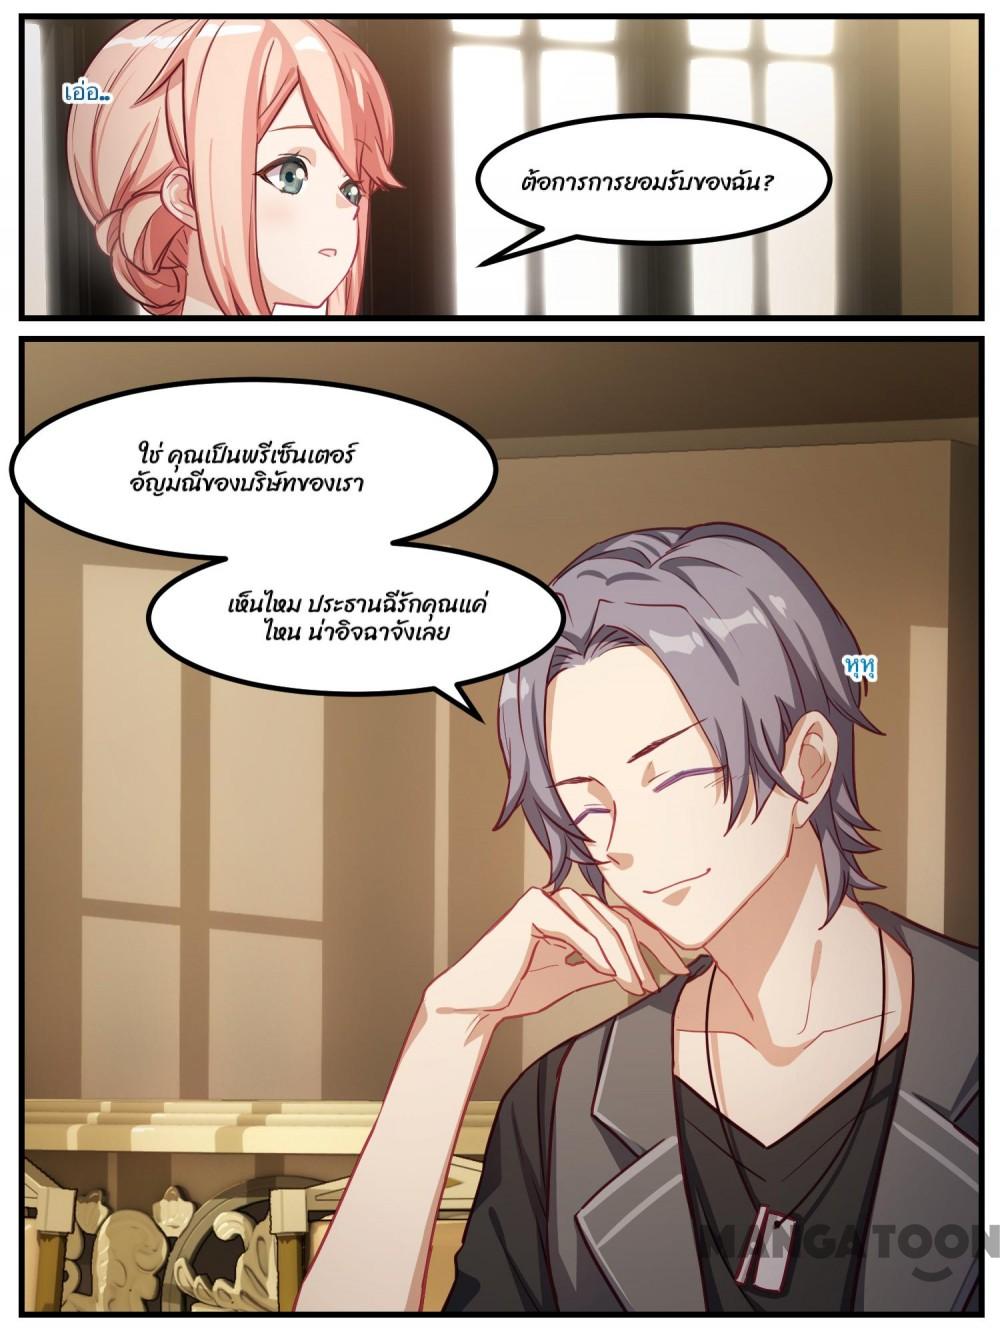 เอ่อ..
ต้อการการยอมรับของฉัน?
ใช่ คุณเป็นพรีเซ็นเตอร์
อัญมณีของบริษัทของเรา
เห็นไหม ประธานฉีรักคุณแค่
ไหน น่าอิจฉาจังเลย
หุหุ
MANGATOON